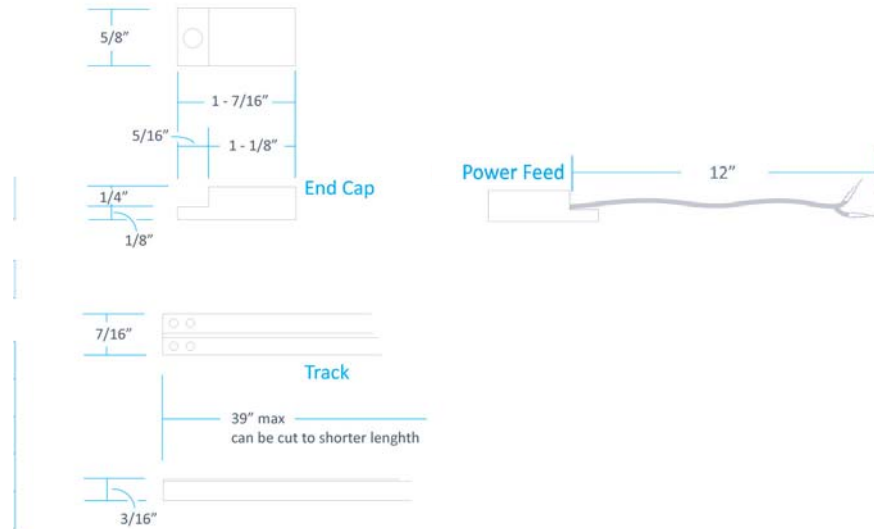 5/8”
1 - 7/16”
5/16”
1 - 1/8”
End Cap
1/4”
1/8”
Power Feed
12”
7/16”
Track
39” max
can be cut to shorter lenghth
3/16”